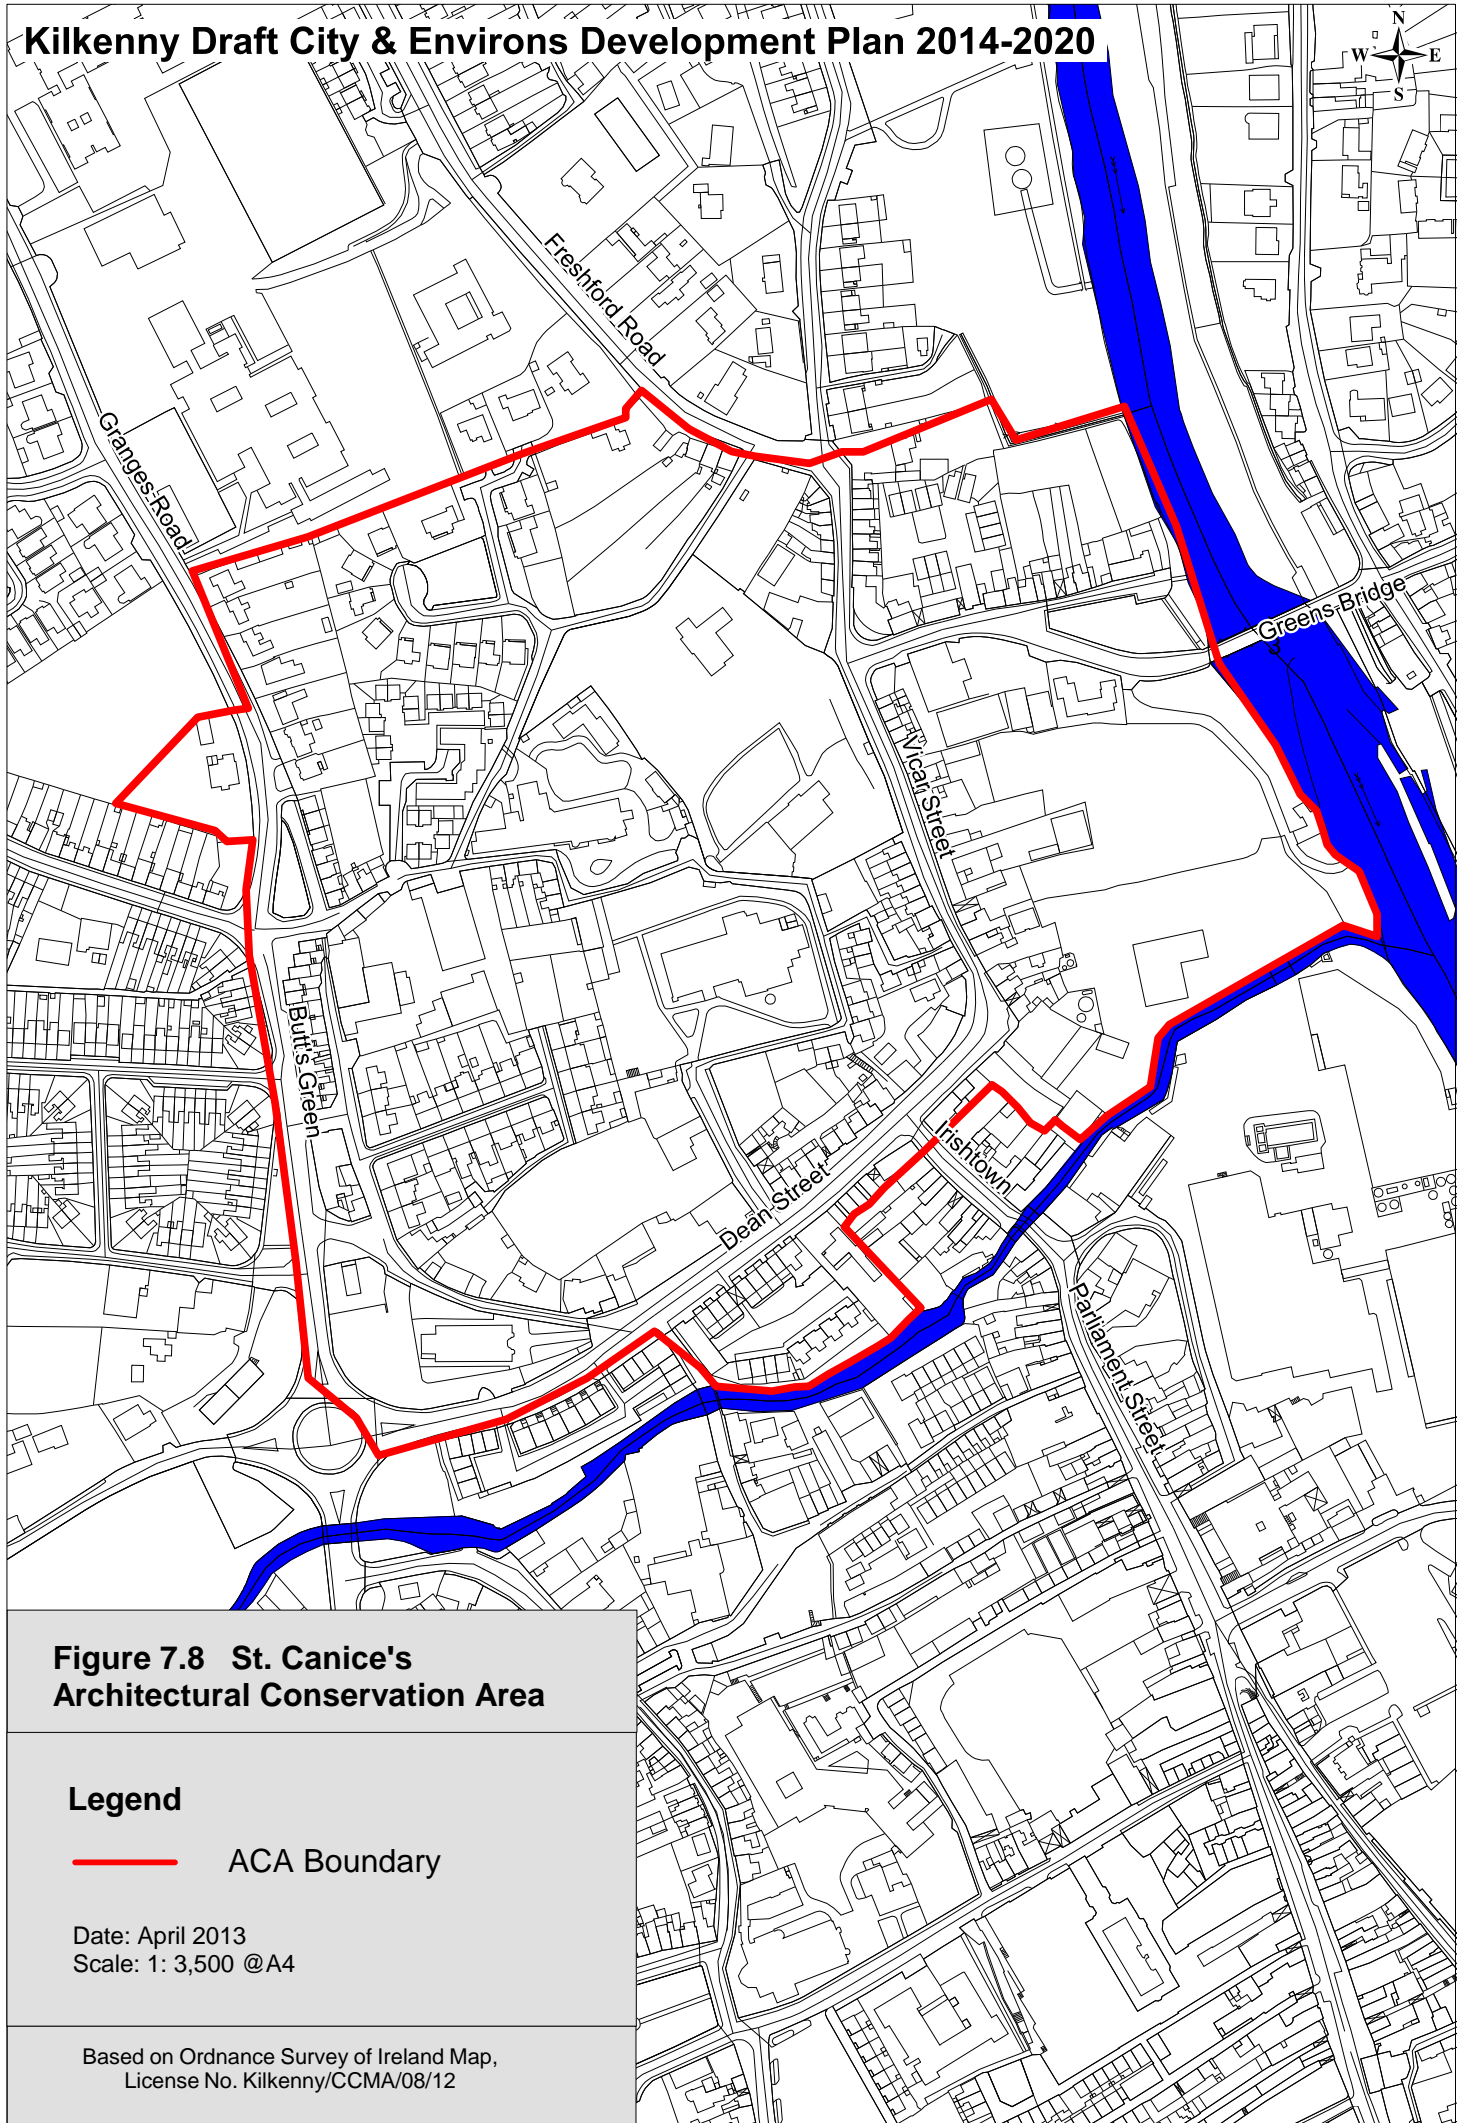 Kilkenny Draft City & Environs Development Plan 2014-2020
N
W E
S
Freshford Road
Granges Road
Greens Bridge
Vicar Street
Butt's Green
Irishtown
Dean Street
Parliament Street
Figure 7.8 St. Canice's
Architectural Conservation Area
Legend
ACA Boundary
Date: April 2013
Scale: 1: 3,500 @A4
Based on Ordnance Survey of Ireland Map,
License No. Kilkenny/CCMA/08/12